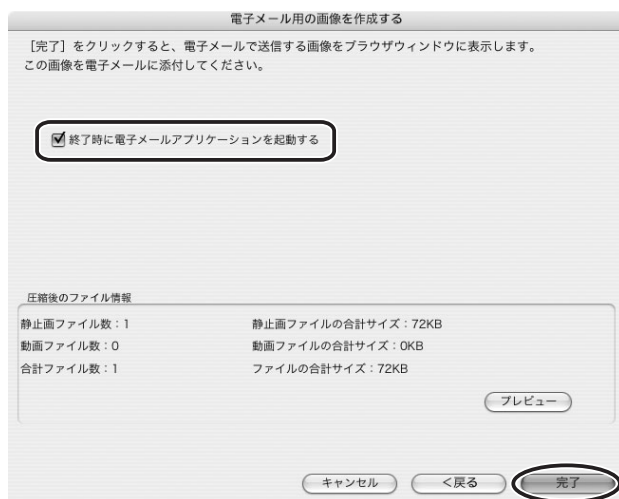 電子メール用の画像を作成する
［完了］をクリックすると、電子メールで送信する画像をブラウザウィンドウに表示します。
この画像を電子メールに添付してください。
終了時に電子メールアプリケーションを起動する
圧縮後のファイル情報
静止画ファイル数：1 静止画ファイルの合計サイズ：72KB
動画ファイル数：0 動画ファイルの合計サイズ：0KB
合計ファイル数：1 ファイルの合計サイズ：72KB
プレビュー
キャンセル <戻る 完了